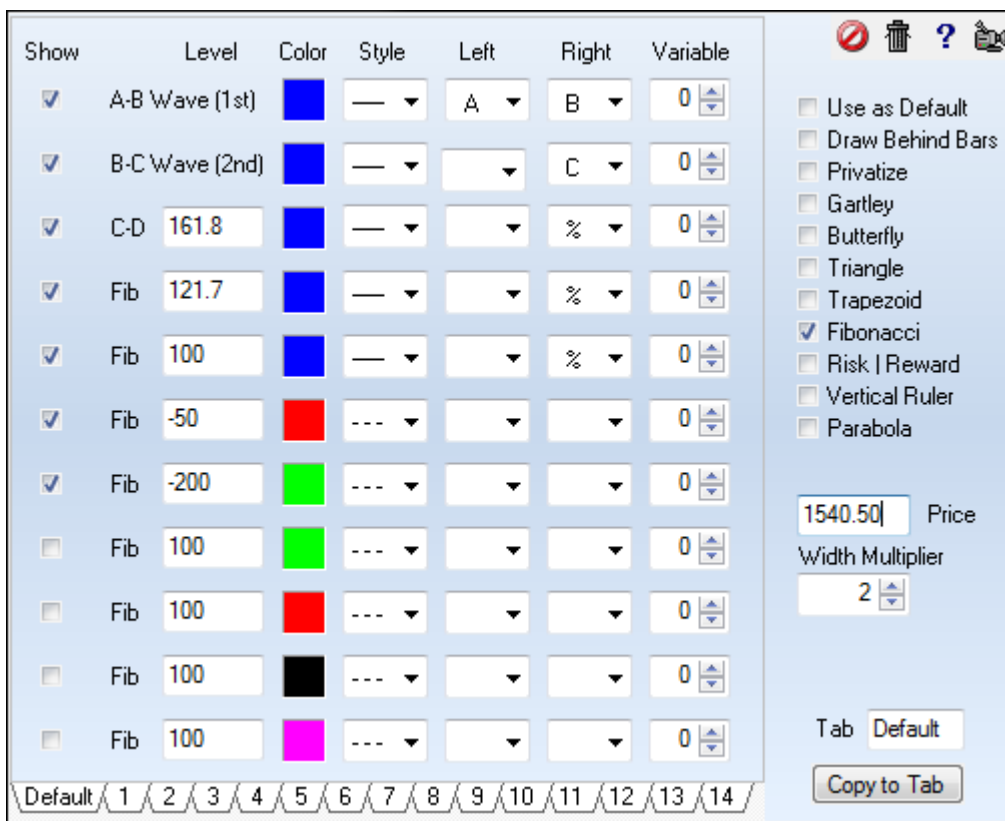 Show Level Color Style Left Right Variable
A-B Wave (1st) A B 0
B-C Wave (2nd) C 0
C-D 161.8 % 0
Fib 121.7 % 0
Fib 100 % 0
Fib -50 0
Fib -200 0
Fib 100 0
Fib 100 0
Fib 100 0
Fib 100 0
Default 1 2 3 4 5 6 7 8 9 10 11 12 13 14
?
Use as Default
Draw Behind Bars
Privatize
Gartley
Butterfly
Triangle
Trapezoid
Fibonacci
Risk | Reward
Vertical Ruler
Parabola
1540.50 Price
Width Multiplier
2
Tab Default
Copy to Tab